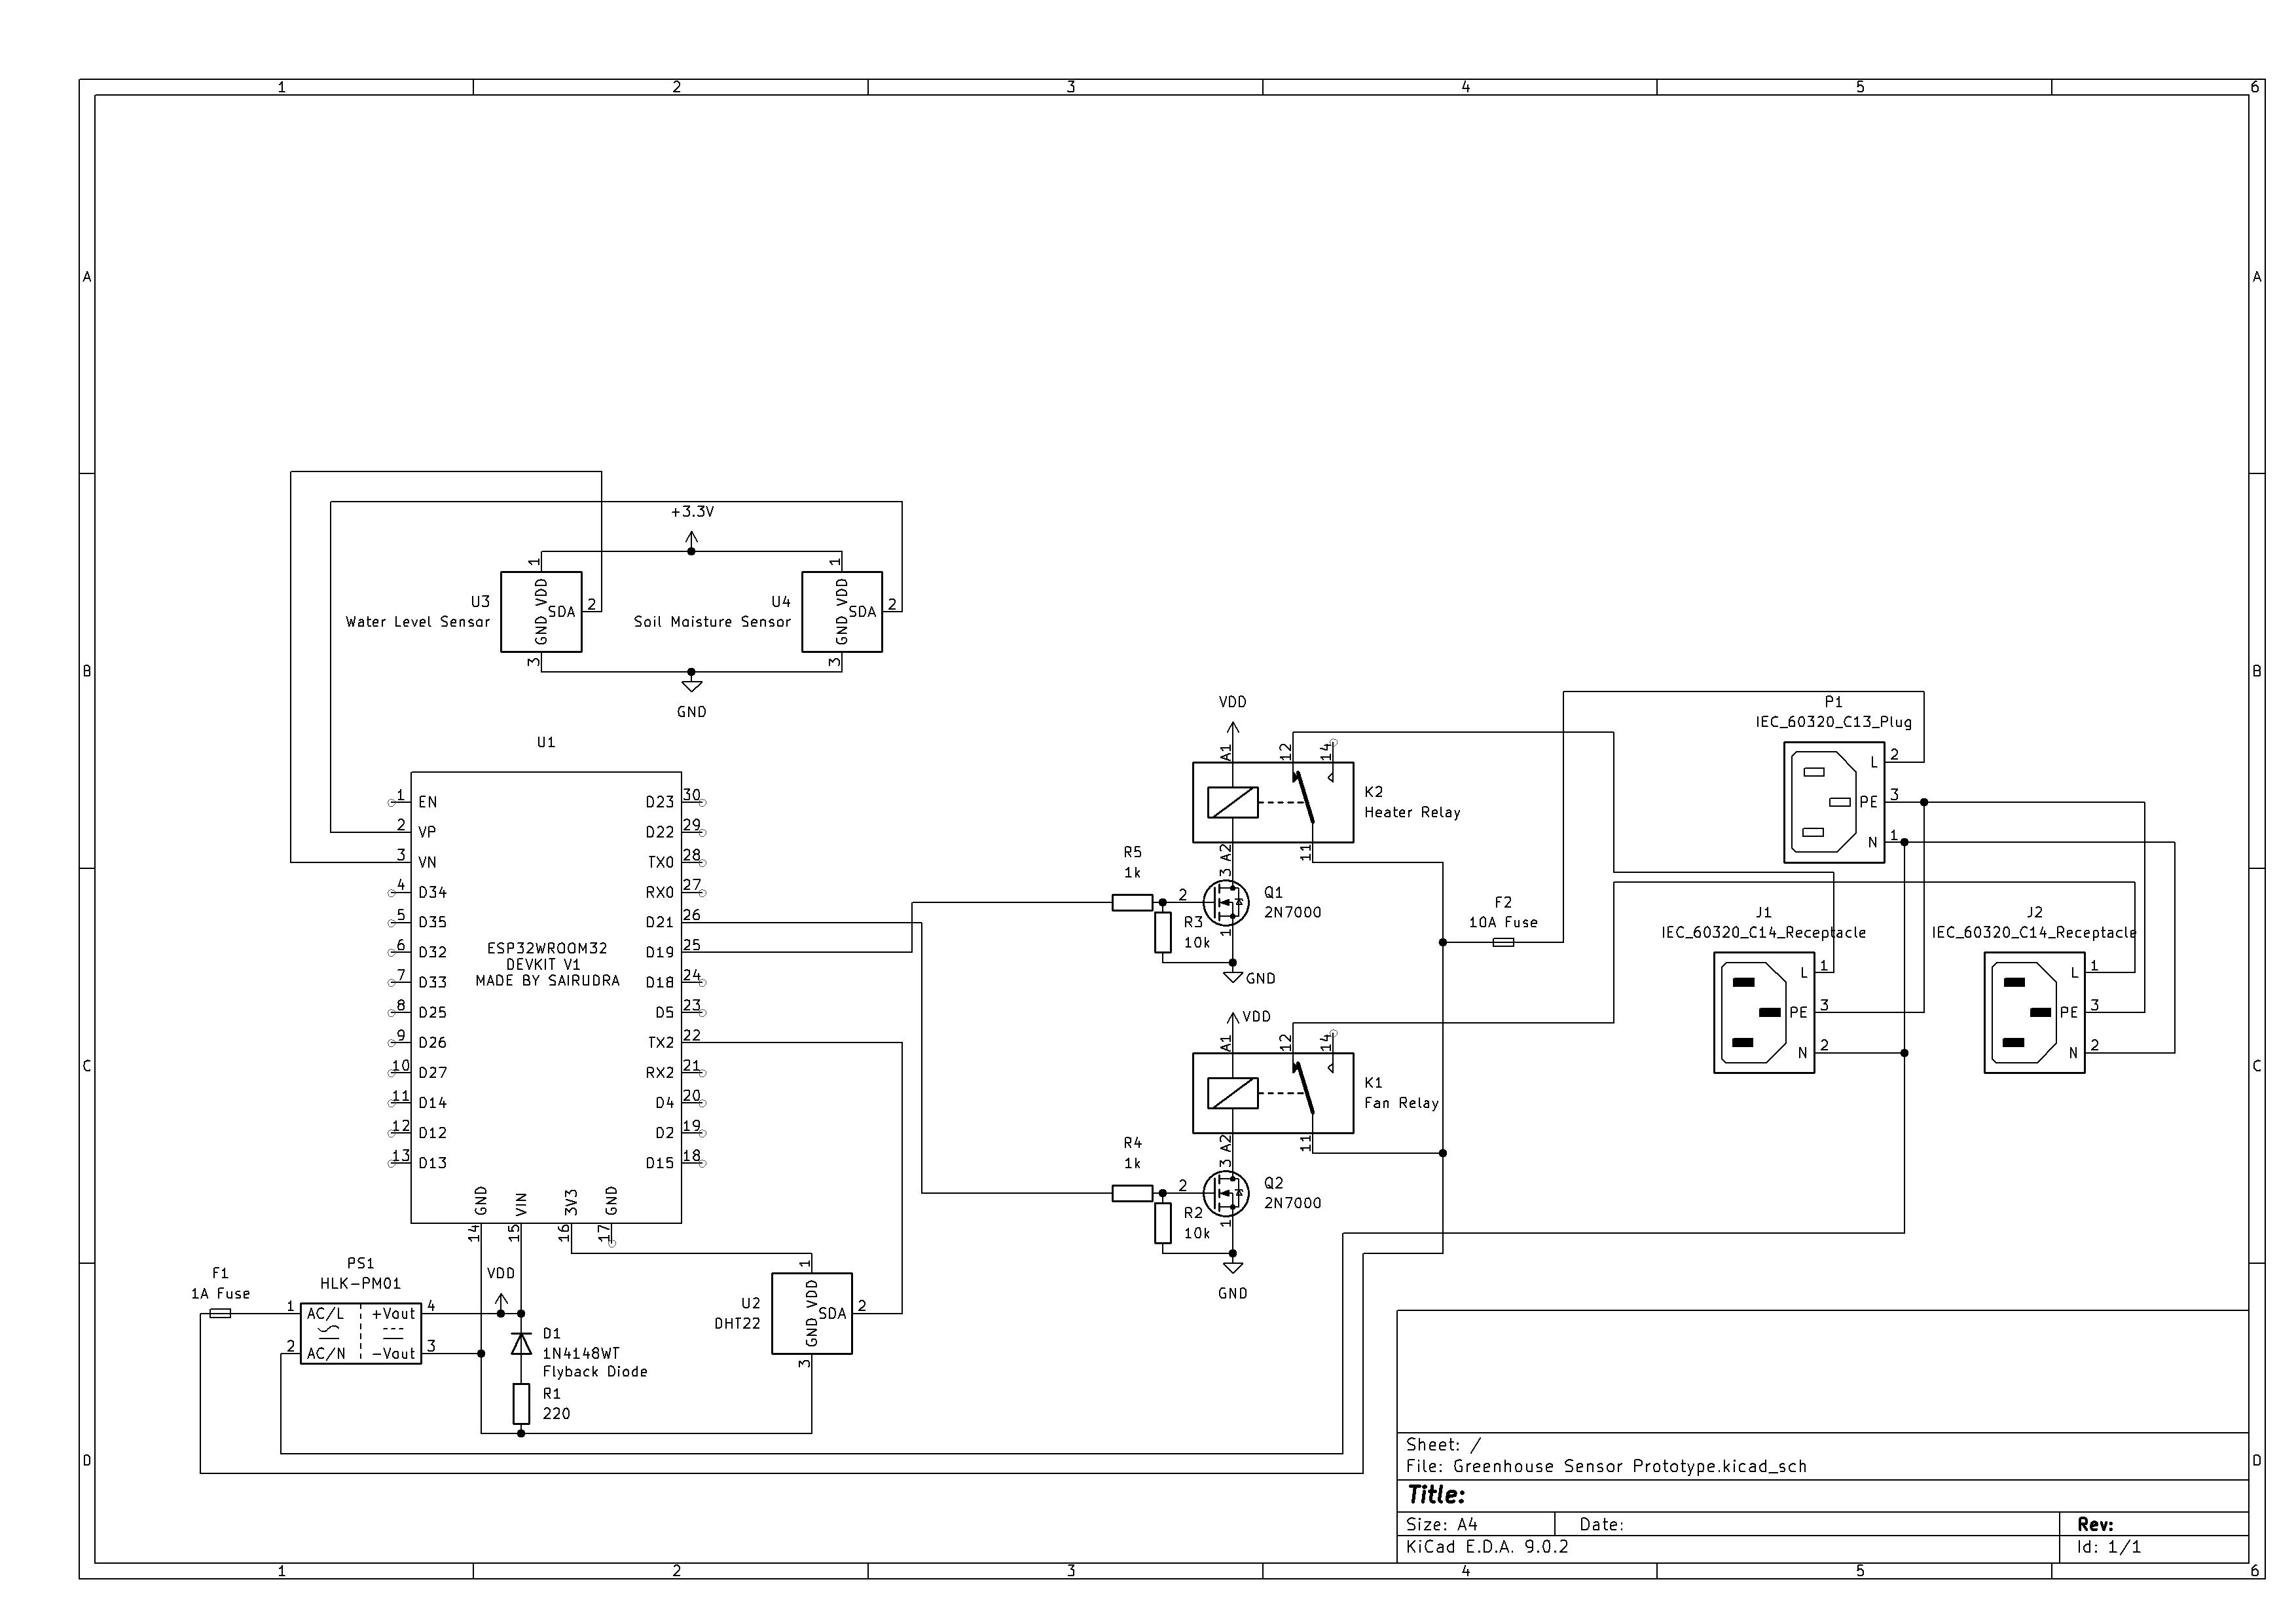 1 2 3 4 5 6
A A
B B
C C
D D
+3.3V
1 1
VDD VDD
U3 SDA 2 U4 SDA 2
Water Level Sensor GND Soil Moisture Sensor GND
3 3
GND
U1
1 EN D23 30
2 VP D22 29
3 VN TX0 28
4 D34 RX0 27
5 D35 D21 26
6 D32 D19 25
7 D33 D18 24
8 D25 D5 23
9 D26 TX2 22
10 D27 RX2 21
11 D14 D4 20
12 D12 D2 19
13 D13 D15 18
ESP32WROOM32
DEVKIT V1
MADE BY SAIRUDRA
GND VIN 3V3 GND
14 15 16 17
F1
1A Fuse
PS1
HLK-PM01
1 AC/L +Vout 4
2 AC/N -Vout 3
VDD
D1
1N4148WT
Flyback Diode
R1
220
U2
DHT22
1 VDD
SDA 2
GND 3
VDD
A1 12 14
K2
Heater Relay
A2 11
R5
1k
2 3 1
Q1
2N7000
R3
10k
GND
VDD
A1 12 14
K1
Fan Relay
A2 11
R4
1k
2 3 1
Q2
2N7000
R2
10k
GND
F2
10A Fuse
P1
IEC_60320_C13_Plug
L 2
PE 3
N 1
J1
IEC_60320_C14_Receptacle
L 1
PE 3
N 2
J2
IEC_60320_C14_Receptacle
L 1
PE 3
N 2
Sheet: /
File: Greenhouse Sensor Prototype.kicad_sch
Title:
Size: A4 Date: Rev:
KiCad E.D.A. 9.0.2 Id: 1/1
1 2 3 4 5 6